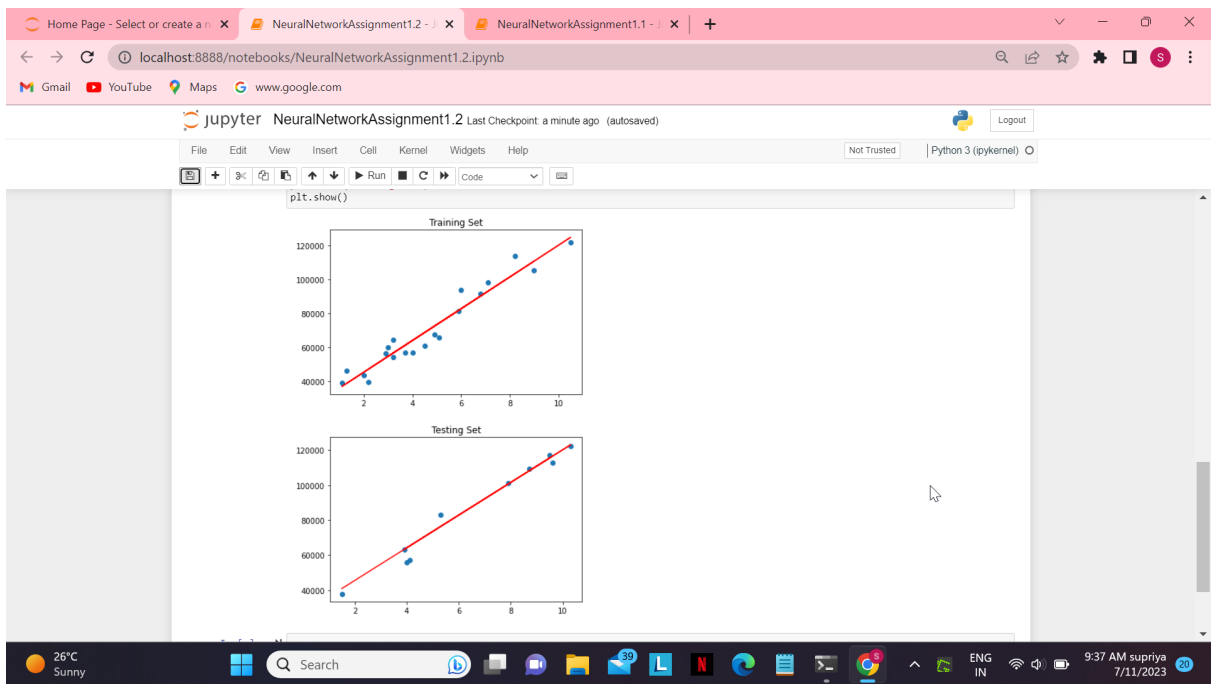 Home Page - Select or create a n
NeuralNetworkAssignment1.2 - J
NeuralNetworkAssignment1.1 - J
localhost:8888/notebooks/NeuralNetworkAssignment1.2.ipynb
S
Gmail YouTube Maps www.google.com
jupyter NeuralNetworkAssignment1.2 Last Checkpoint: a minute ago (autosaved)
Logout
File Edit View Insert Cell Kernel Widgets Help
Not Trusted Python 3 (ipykernel)
Run Code
plt.show()
Training Set
120000
100000
80000
60000
40000
2 4 6 8 10
Testing Set
120000
100000
80000
60000
40000
2 4 6 8 10
26°C
Sunny
Search
39
L
N
S
ENG
IN
9:37 AM supriya
7/11/2023
20